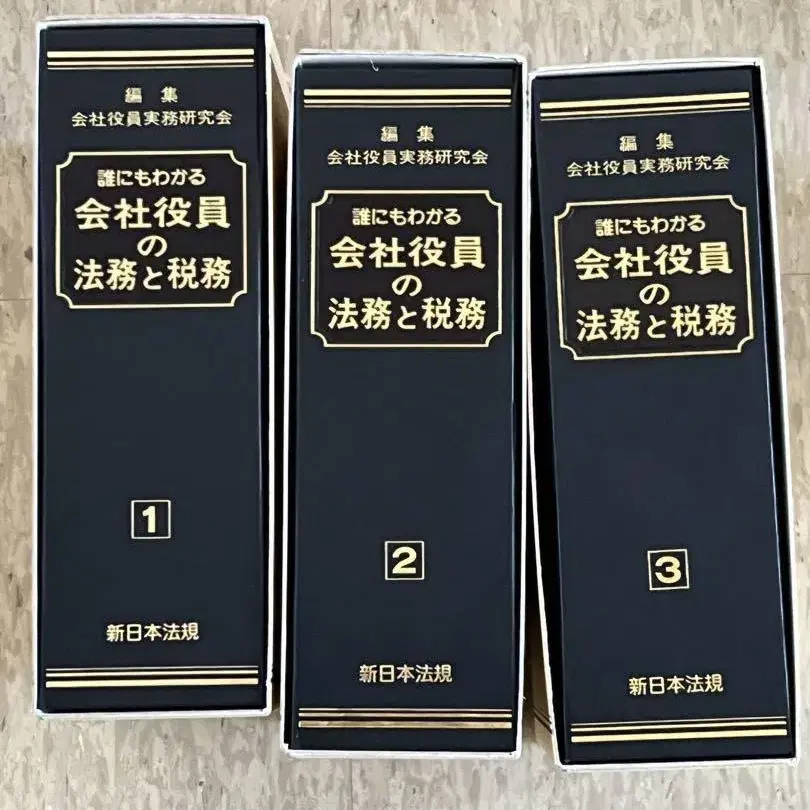 編集
会社役員実務研究会
誰にもわかる
会社役員
の
法務と税務
1
新日本法規
編集
会社役員実務研究会
誰にもわかる
会社役員
の
法務と税務
2
新日本法規
編集
会社役員実務研究会
誰にもわかる
会社役員
の
法務と税務
3
新日本法規